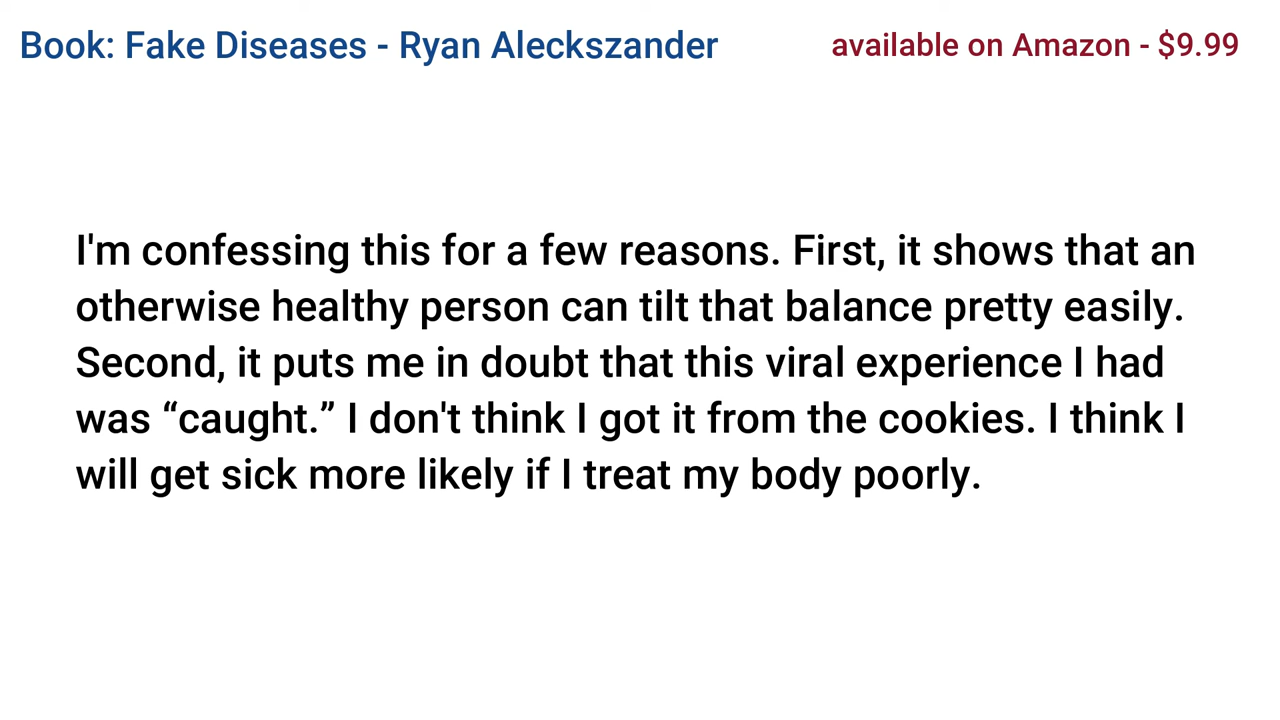 Book: Fake Diseases - Ryan Aleckszander
available on Amazon - $9.99
I'm confessing this for a few reasons. First, it shows that an
otherwise healthy person can tilt that balance pretty easily.
Second, it puts me in doubt that this viral experience I had
was “caught.” I don't think I got it from the cookies. I think I
will get sick more likely if I treat my body poorly.